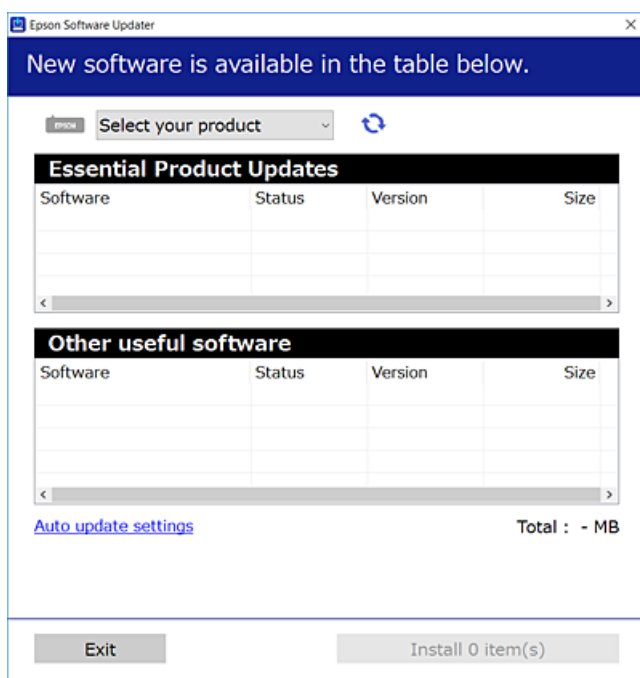 Epson Software Updater
New software is available in the table below.
EPSON Select your product
Essential Product Updates
Software Status Version Size
Other useful software
Software Status Version Size
Auto update settings Total : - MB
Exit Install 0 item(s)